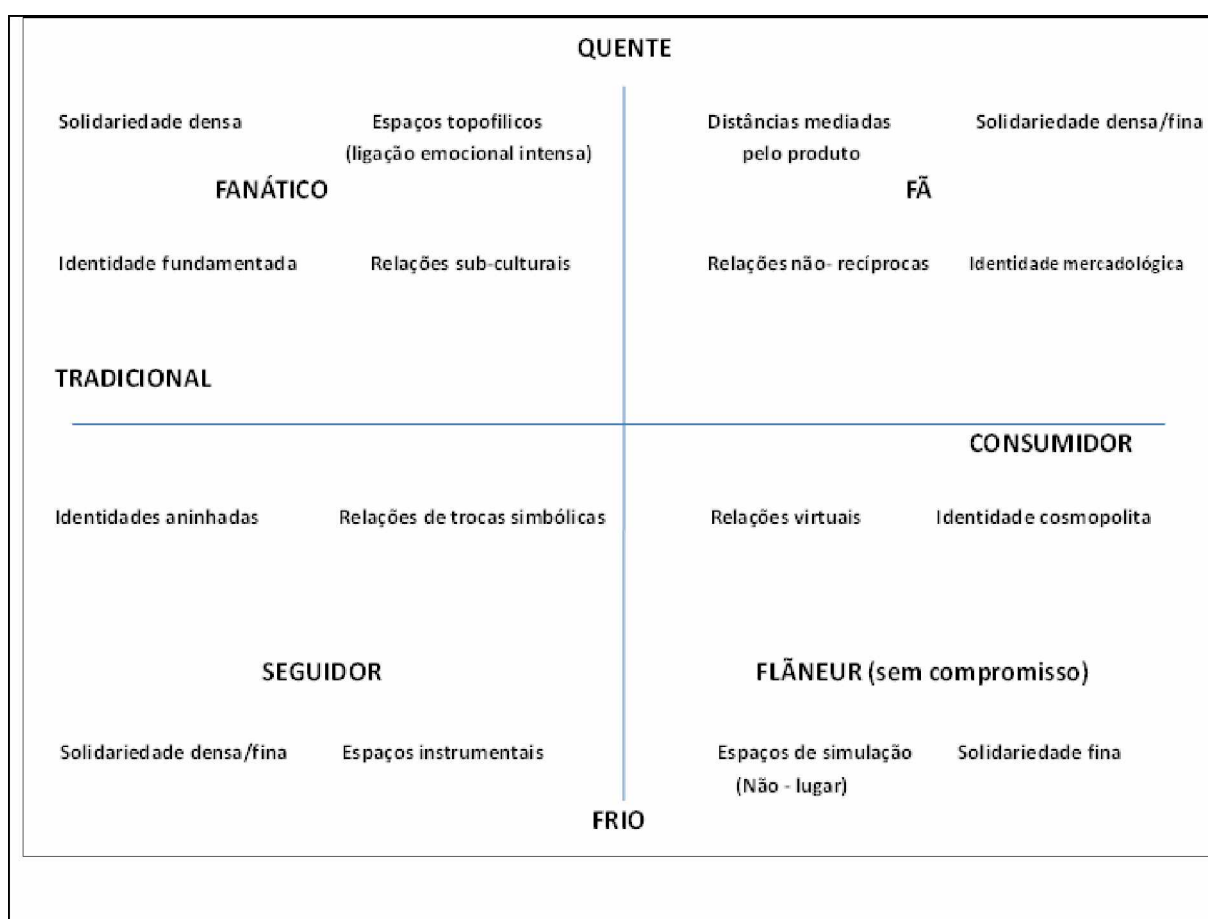 QUENTE
Solidariedade densa
Espaços topofilicos
(ligação emocional intensa)
Distâncias mediadas
pelo produto
Solidariedade densa/fina
FANÁTICO
FÃ
Identidade fundamentada
Relações sub-culturais
Relações não- recíprocas
Identidade mercadológica
TRADICIONAL
CONSUMIDOR
Identidades aninhadas
Relações de trocas simbólicas
Relações virtuais
Identidade cosmopolita
SEGUIDOR
FLÃNEUR (sem compromisso)
Solidariedade densa/fina
Espaços instrumentais
Espaços de simulação
(Não - lugar)
Solidariedade fina
FRIO